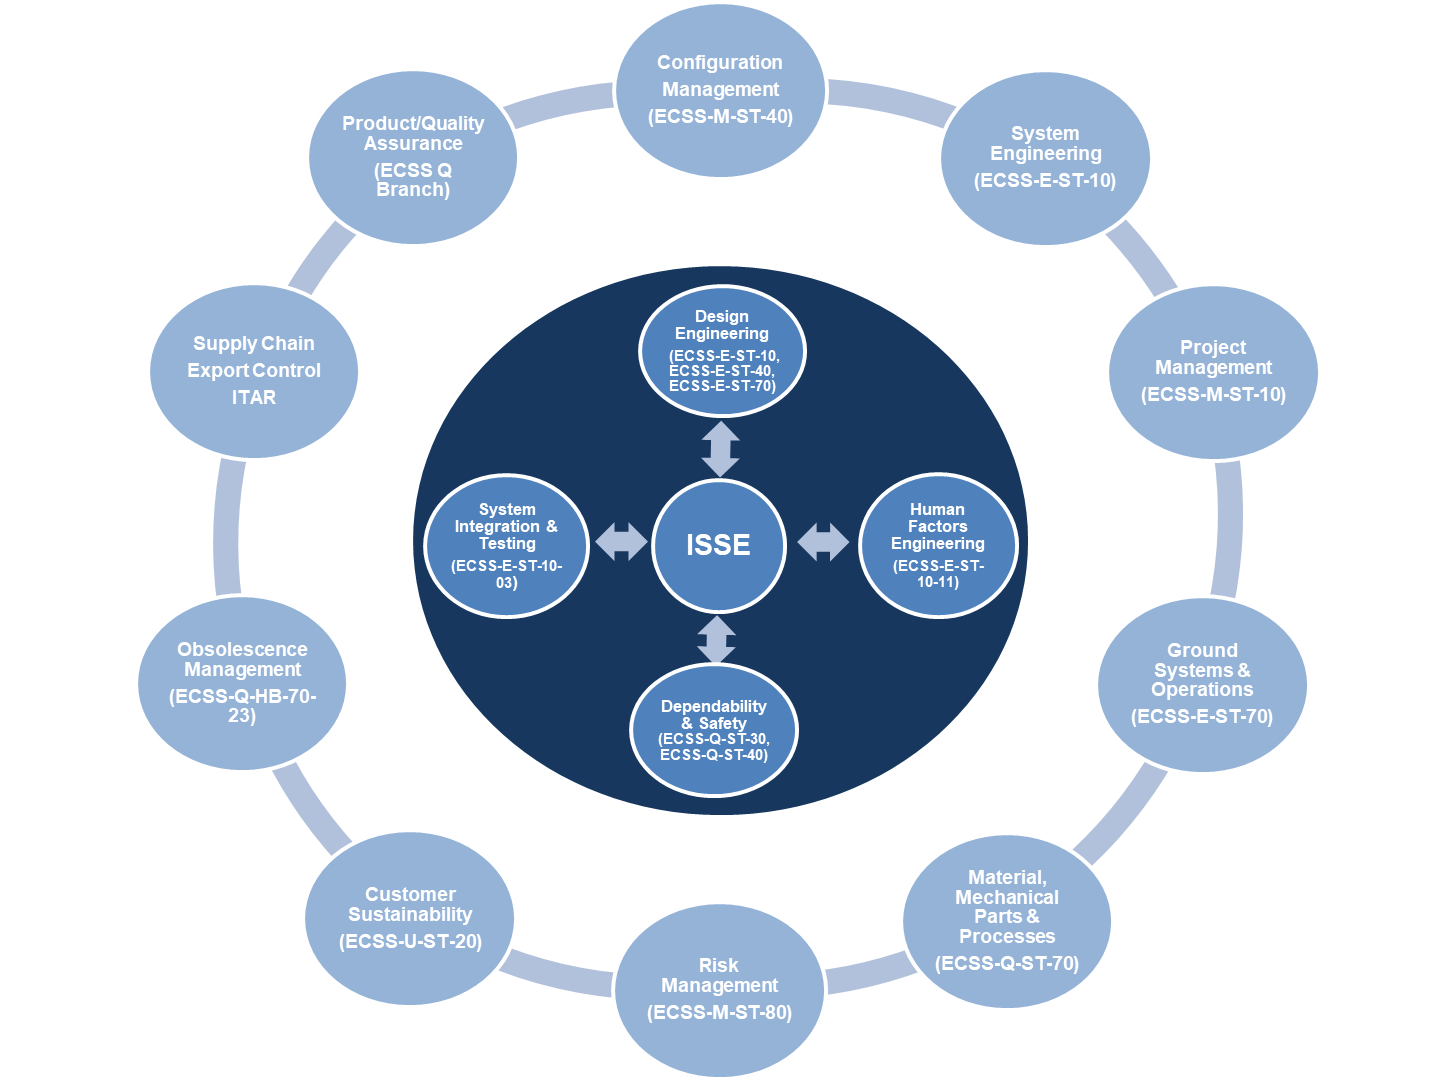 Configuration
Management
(ECSS-M-ST-40)
System
Engineering
(ECSS-E-ST-10)
Project
Management
(ECSS-M-ST-10)
Ground
Systems &
Operations
(ECSS-E-ST-70)
Material,
Mechanical
Parts &
Processes
(ECSS-Q-ST-70)
Risk
Management
(ECSS-M-ST-80)
Customer
Sustainability
(ECSS-U-ST-20)
Obsolescence
Management
(ECSS-Q-HB-70-
23)
Supply Chain
Export Control
ITAR
Product/Quality
Assurance
(ECSS Q
Branch)
Design
Engineering
(ECSS-E-ST-10,
ECSS-E-ST-40,
ECSS-E-ST-70)
System
Integration &
Testing
(ECSS-E-ST-10-
03)
ISSE
Human
Factors
Engineering
(ECSS-E-ST-
10-11)
Dependability
& Safety
(ECSS-Q-ST-30,
ECSS-Q-ST-40)